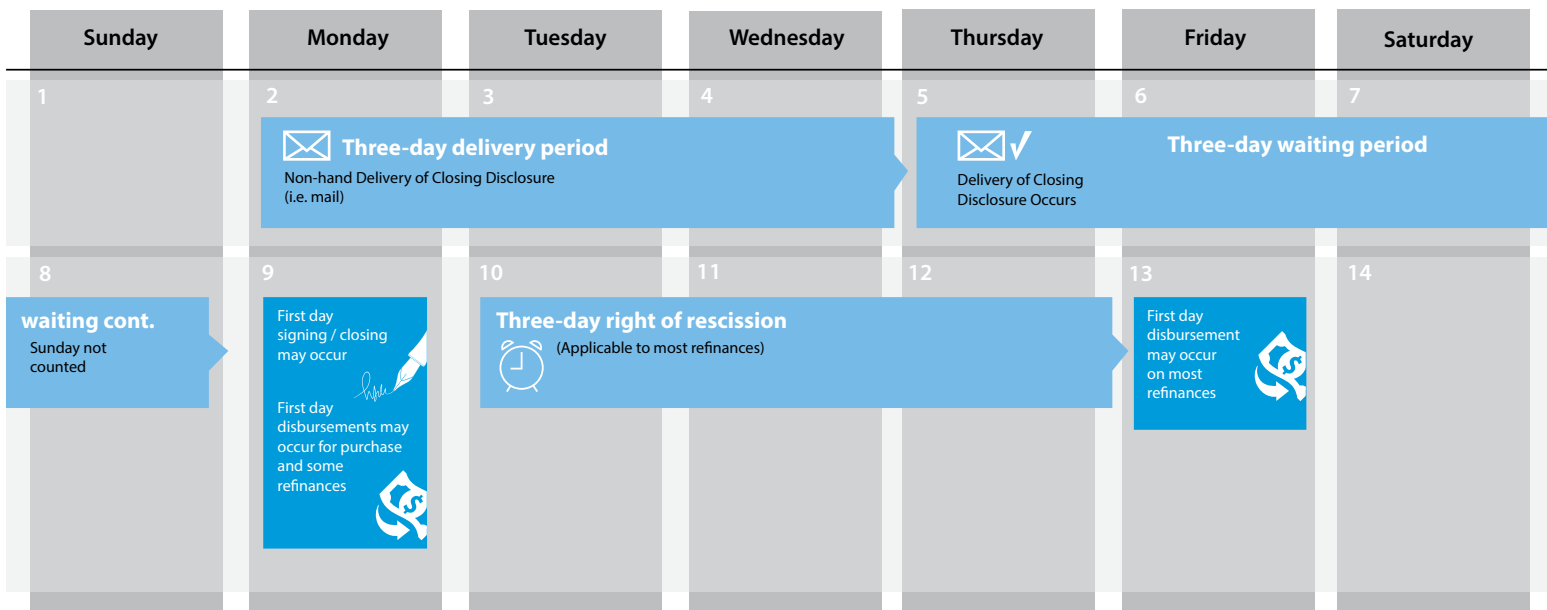 Sunday Monday Tuesday Wednesday Thursday Friday Saturday
1 2 3 4 5 6 7
Three-day delivery period
Non-hand Delivery of Closing Disclosure
(i.e. mail)
Three-day waiting period
Delivery of Closing
Disclosure Occurs
8 9 10 11 12 13 14
waiting cont.
Sunday not
counted
First day
signing / closing
may occur
First day
disbursements may
occur for purchase
and some
refinances
Three-day right of rescission
(Applicable to most refinances)
First day
disbursement
may occur
on most
refinances